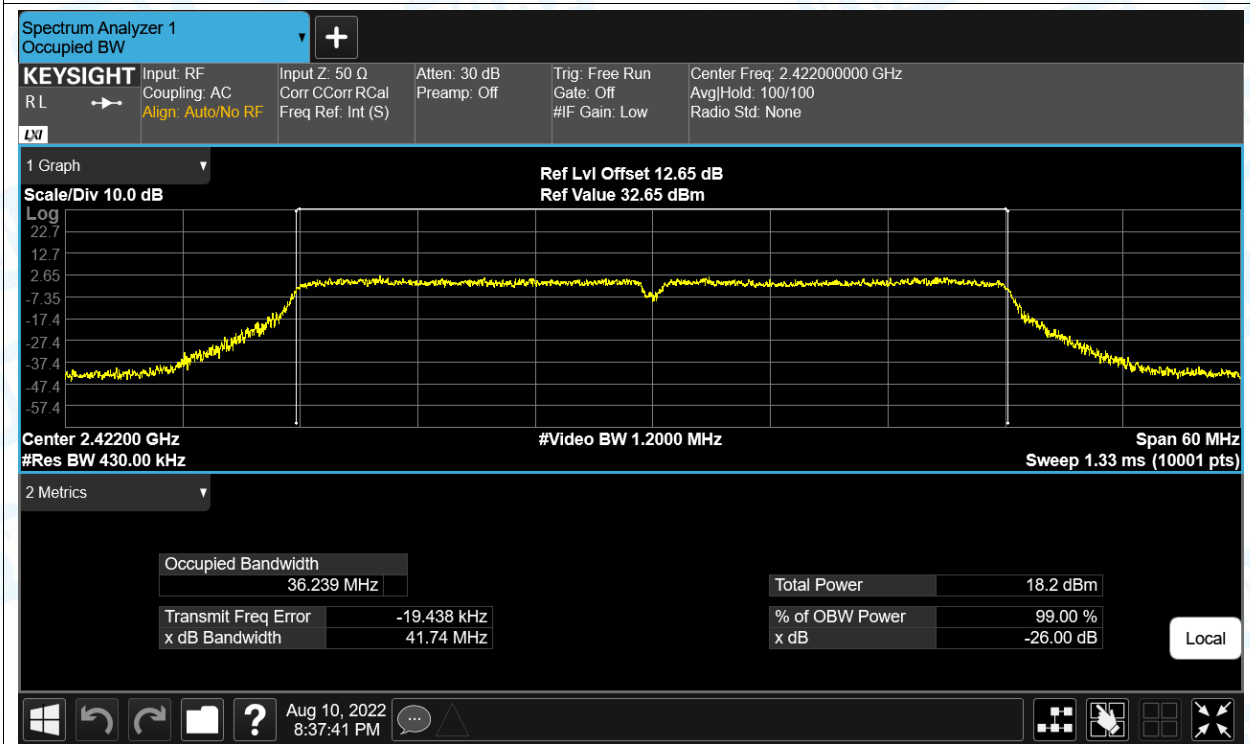 Spectrum Analyzer 1
Occupied BW
KEYSIGHT
R L
LXI
Input: RF
Coupling: AC
Align: Auto/No RF
Input Z: 50 Ω
Corr CCorr RCal
Freq Ref: Int (S)
Atten: 30 dB
Preamp: Off
Trig: Free Run
Gate: Off
#IF Gain: Low
Center Freq: 2.422000000 GHz
Avg|Hold: 100/100
Radio Std: None
1 Graph
Scale/Div 10.0 dB
Ref Lvl Offset 12.65 dB
Ref Value 32.65 dBm
Log
22.7
12.7
2.65
-7.35
-17.4
-27.4
-37.4
-47.4
-57.4
Center 2.42200 GHz
#Video BW 1.2000 MHz
Span 60 MHz
#Res BW 430.00 kHz
Sweep 1.33 ms (10001 pts)
2 Metrics
Occupied Bandwidth
36.239 MHz
Total Power 18.2 dBm
Transmit Freq Error -19.438 kHz
% of OBW Power 99.00 %
x dB Bandwidth 41.74 MHz
x dB -26.00 dB
Local
?
Aug 10, 2022
8:37:41 PM